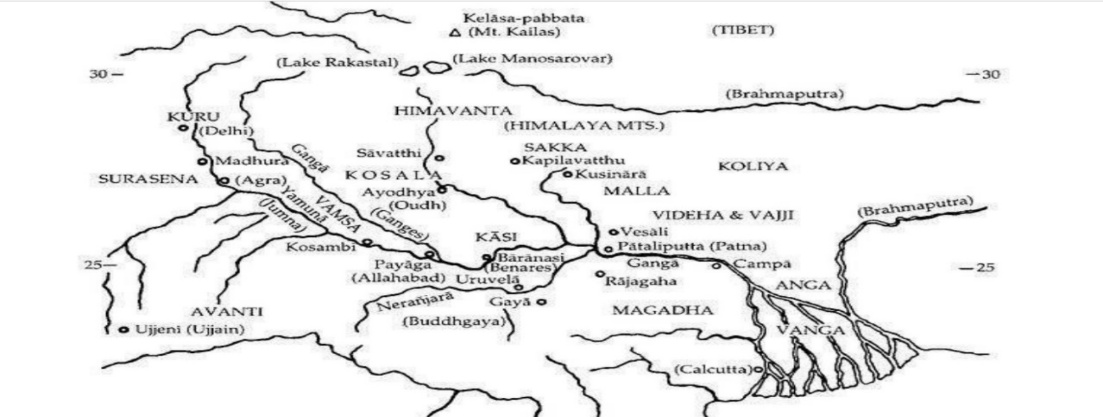 Kelāsa-pabbata
(Mt. Kailas)
(TIBET)
(Lake Rakastal)
(Lake Manosarovar)
30
30
(Brahmaputra)
HIMAVANTA
KURU
(Delhi)
(HIMALAYA MTS.)
Gangā
Sāvatthi
SAKKA
Kapilavatthu
Madhurā
KOLIYA
SURASENA
(Agra)
KOSALA
Kusinārā
Ayodhya
(Oudh)
MALLA
Yamunā
(Jumna)
VAMSA
(Ganges)
VIDEHA & VAJJI
(Brahmaputra)
Kosambi
KĀSI
Vesāli
Pātaliputta (Patna)
25
Payāga
(Allahabad)
Bārānasi
(Benares)
Gangā
Campā
25
Uruvelā
Rājagaha
ANGA
Nerañjarā
Gayā
AVANTI
(Buddhgaya)
MAGADHA
VANGA
Ujjeni (Ujjain)
(Calcutta)